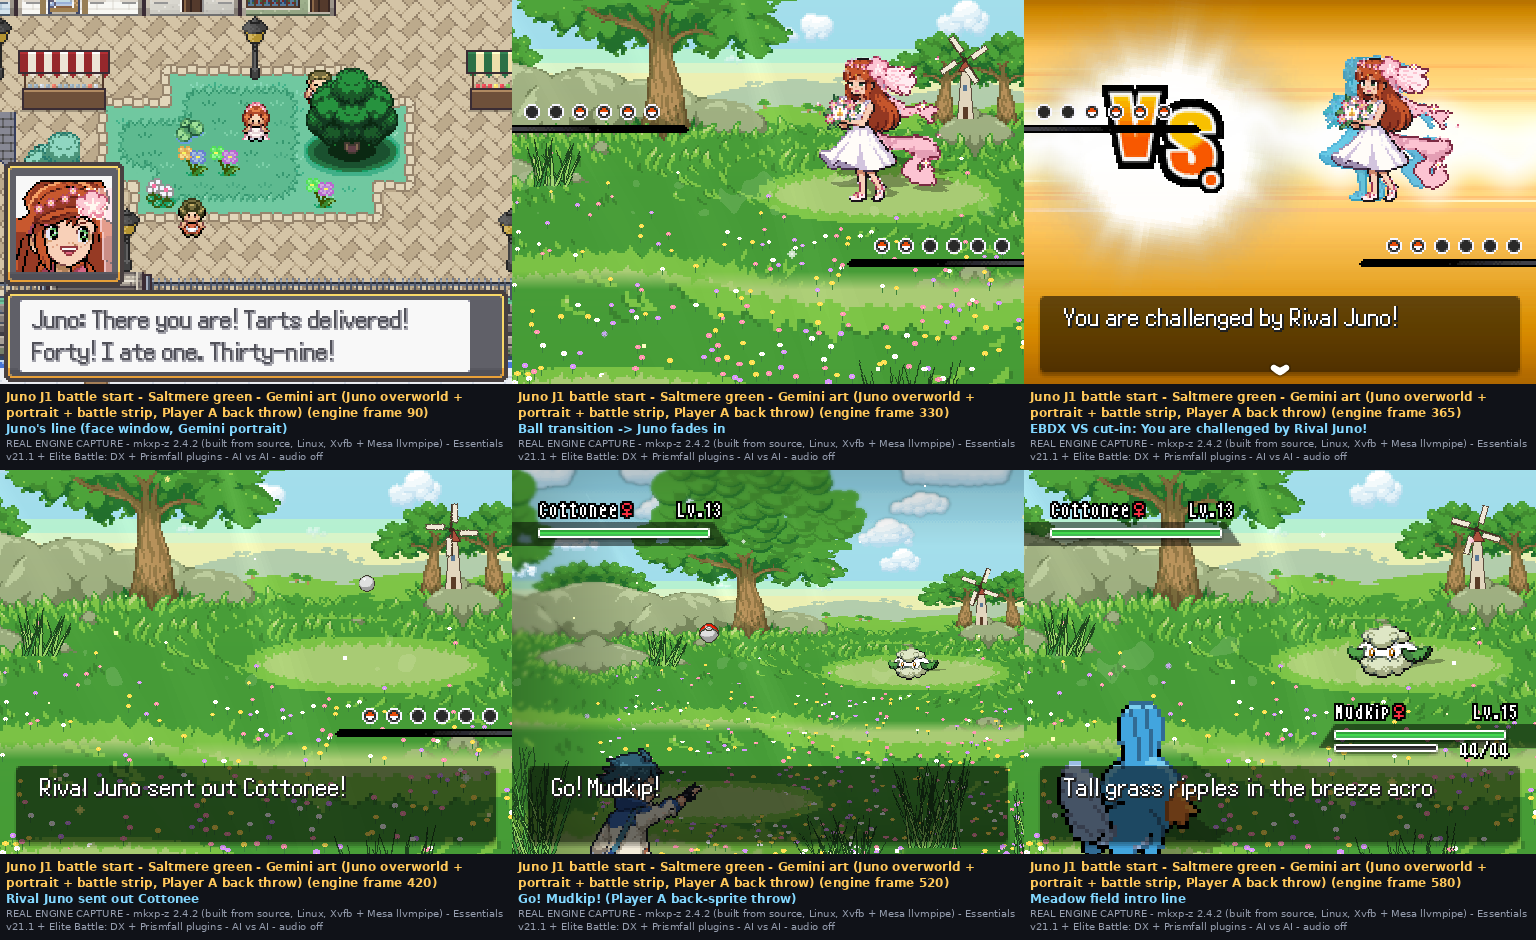 Juno: There you are! Tarts delivered!
Forty! I ate one. Thirty-nine!
Juno J1 battle start - Saltmere green - Gemini art (Juno overworld +
portrait + battle strip, Player A back throw) (engine frame 90)
Juno's line (face window, Gemini portrait)
REAL ENGINE CAPTURE - mkxp-z 2.4.2 (built from source, Linux, Xvfb + Mesa llvmpipe) - Essentials
v21.1 + Elite Battle: DX + Prismfall plugins - AI vs AI - audio off
Juno J1 battle start - Saltmere green - Gemini art (Juno overworld +
portrait + battle strip, Player A back throw) (engine frame 330)
Ball transition -> Juno fades in
REAL ENGINE CAPTURE - mkxp-z 2.4.2 (built from source, Linux, Xvfb + Mesa llvmpipe) - Essentials
v21.1 + Elite Battle: DX + Prismfall plugins - AI vs AI - audio off
VS.
You are challenged by Rival Juno!
Juno J1 battle start - Saltmere green - Gemini art (Juno overworld +
portrait + battle strip, Player A back throw) (engine frame 365)
EBDX VS cut-in: You are challenged by Rival Juno!
REAL ENGINE CAPTURE - mkxp-z 2.4.2 (built from source, Linux, Xvfb + Mesa llvmpipe) - Essentials
v21.1 + Elite Battle: DX + Prismfall plugins - AI vs AI - audio off
Rival Juno sent out Cottonee!
Juno J1 battle start - Saltmere green - Gemini art (Juno overworld +
portrait + battle strip, Player A back throw) (engine frame 420)
Rival Juno sent out Cottonee
REAL ENGINE CAPTURE - mkxp-z 2.4.2 (built from source, Linux, Xvfb + Mesa llvmpipe) - Essentials
v21.1 + Elite Battle: DX + Prismfall plugins - AI vs AI - audio off
Cottonee♀ Lv.13
Go! Mudkip!
Juno J1 battle start - Saltmere green - Gemini art (Juno overworld +
portrait + battle strip, Player A back throw) (engine frame 520)
Go! Mudkip! (Player A back-sprite throw)
REAL ENGINE CAPTURE - mkxp-z 2.4.2 (built from source, Linux, Xvfb + Mesa llvmpipe) - Essentials
v21.1 + Elite Battle: DX + Prismfall plugins - AI vs AI - audio off
Cottonee♀ Lv.13
Mudkip♀ Lv.15
44/44
Tall grass ripples in the breeze acro
Juno J1 battle start - Saltmere green - Gemini art (Juno overworld +
portrait + battle strip, Player A back throw) (engine frame 580)
Meadow field intro line
REAL ENGINE CAPTURE - mkxp-z 2.4.2 (built from source, Linux, Xvfb + Mesa llvmpipe) - Essentials
v21.1 + Elite Battle: DX + Prismfall plugins - AI vs AI - audio off